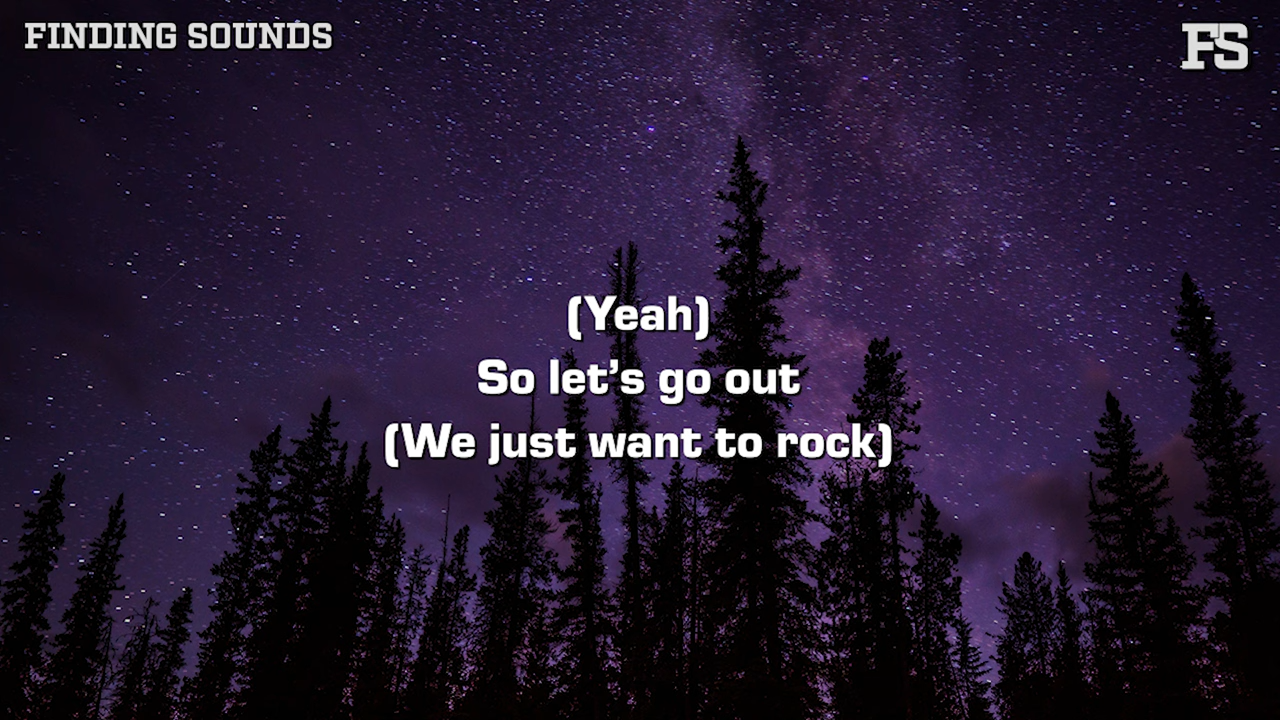 FINDING SOUNDS
FS
(Yeah)
So let's go out
(We just want to rock)